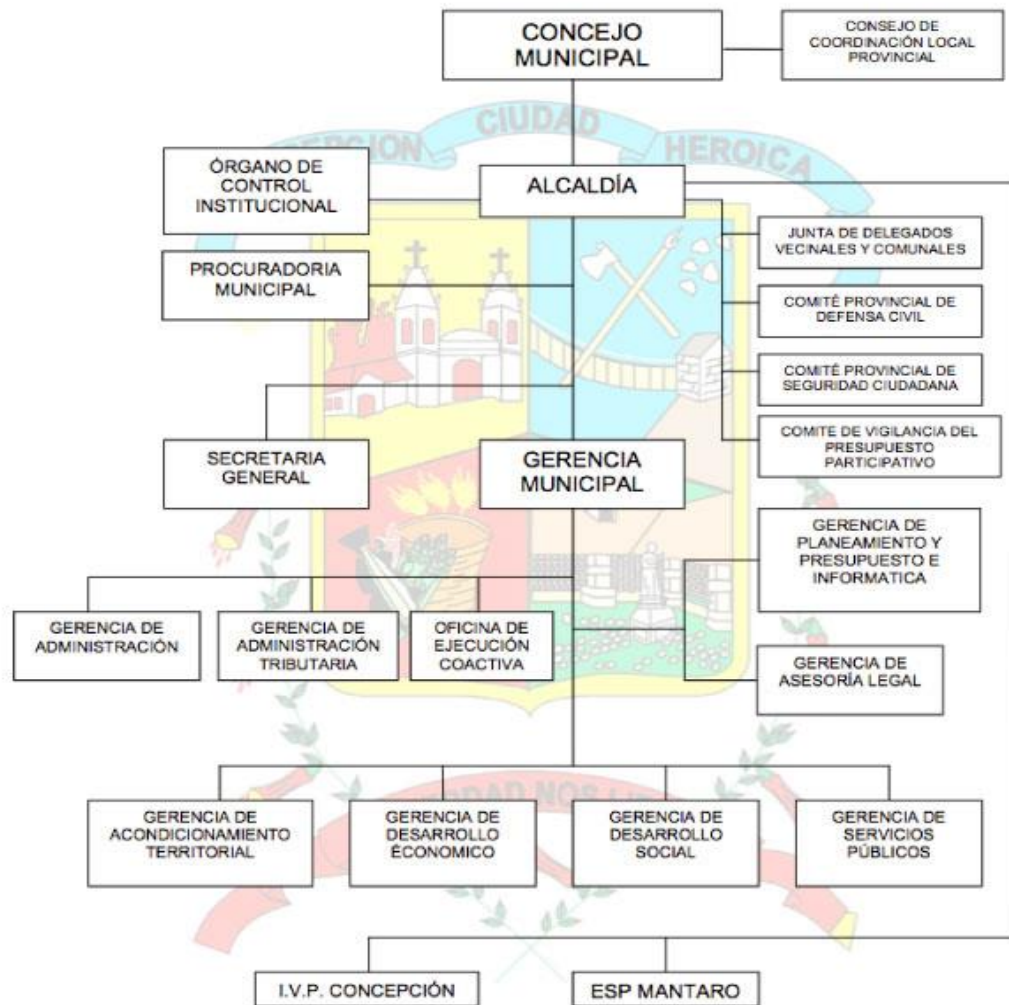 CONCEJO
MUNICIPAL
CONSEJO DE
COORDINACIÓN LOCAL
PROVINCIAL
CIUDAD
HEROICA
ÓRGANO DE
CONTROL
INSTITUCIONAL
ALCALDÍA
PROCURADORIA
MUNICIPAL
JUNTA DE DELEGADOS
VECINALES Y COMUNALES
COMITÉ PROVINCIAL DE
DEFENSA CIVIL
COMITÉ PROVINCIAL DE
SEGURIDAD CIUDADANA
COMITE DE VIGILANCIA DEL
PRESUPUESTO
PARTICIPATIVO
SECRETARIA
GENERAL
GERENCIA
MUNICIPAL
GERENCIA DE
PLANEAMIENTO Y
PRESUPUESTO E
INFORMATICA
GERENCIA DE
ADMINISTRACIÓN
GERENCIA DE
ADMINISTRACIÓN
TRIBUTARIA
OFICINA DE
EJECUCIÓN
COACTIVA
GERENCIA DE
ASESORÍA LEGAL
GERENCIA DE
ACONDICIONAMIENTO
TERRITORIAL
GERENCIA DE
DESARROLLO
ÉCONOMICO
GERENCIA DE
DESARROLLO
SOCIAL
GERENCIA DE
SERVICIOS
PÚBLICOS
I.V.P. CONCEPCIÓN
ESP MANTARO